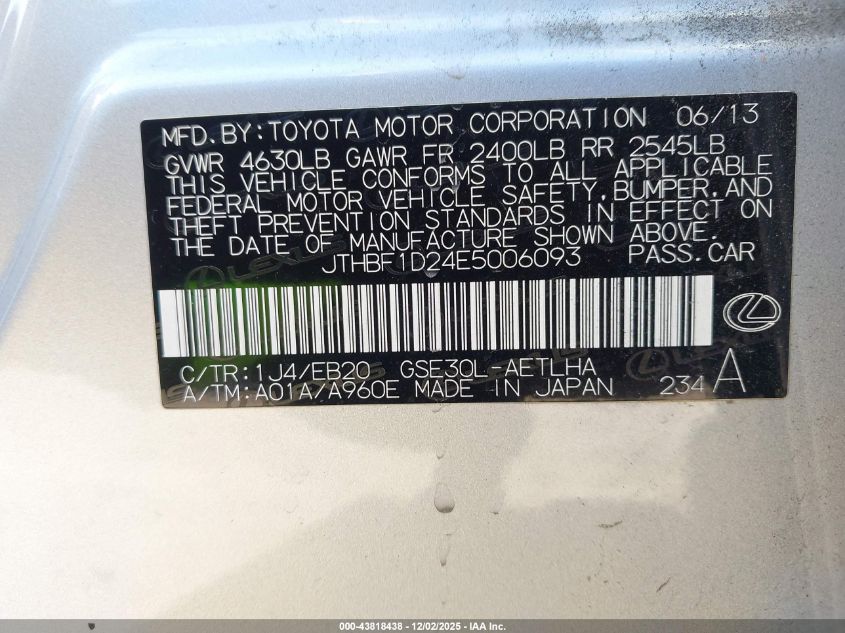 MFD.BY:TOYOTA MOTOR CORPORATION 06/13
GVWR 4630LB GAWR FR 2400LB RR 2545LB
THIS VEHICLE CONFORMS TO ALL APPLICABLE
FEDERAL MOTOR VEHICLE SAFETY,BUMPER,AND
THEFT PREVENTION STANDARDS IN EFFECT ON
THE DATE OF MANUFACTURE SHOWN ABOVE.
JTHBF1D24E5006093 PASS.CAR
C/TR:1J4/EB20 GSE30L-AETLHA
A/TM:A01A/A960E MADE IN JAPAN 234 A
000-43818438 - 12/02/2025 - IAA Inc.